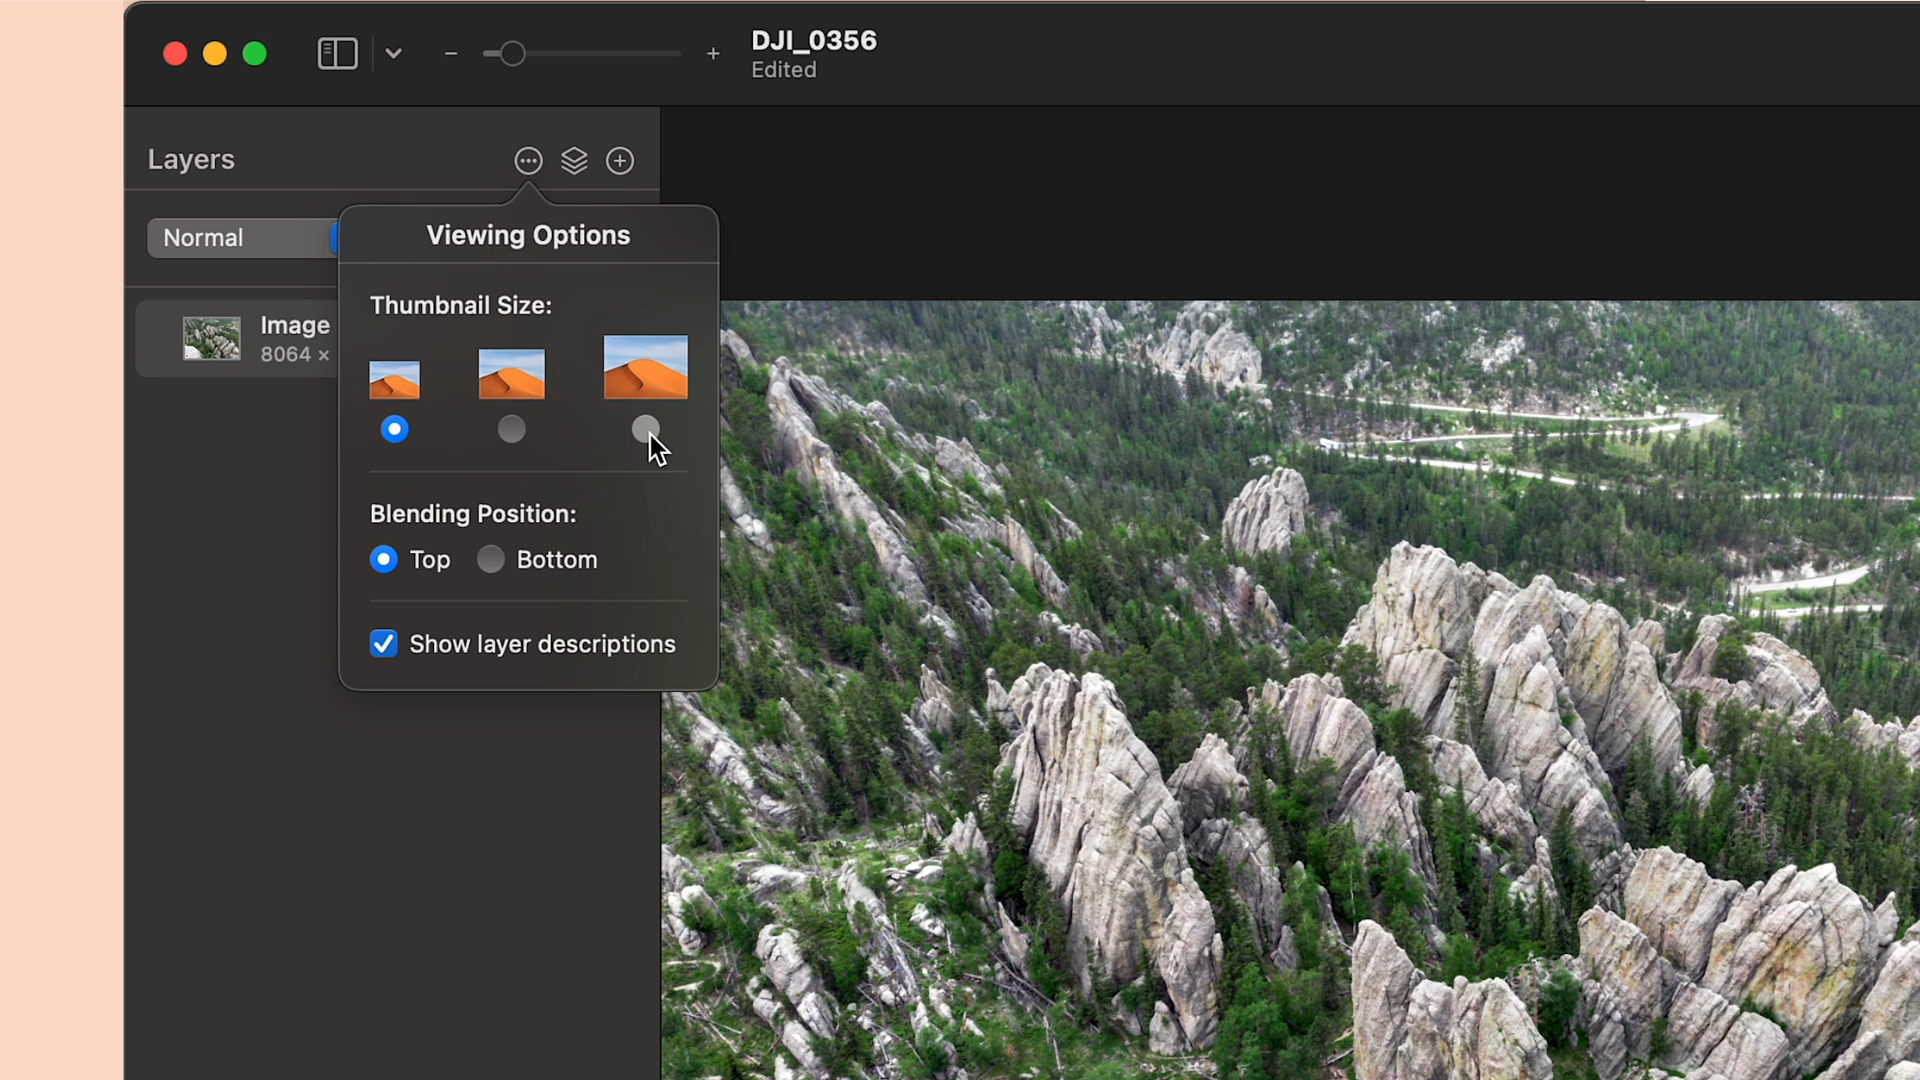 DJI_0356
Edited
Layers
Normal
Viewing Options
Thumbnail Size:
Image
8064 ×
Blending Position:
Top
Bottom
Show layer descriptions